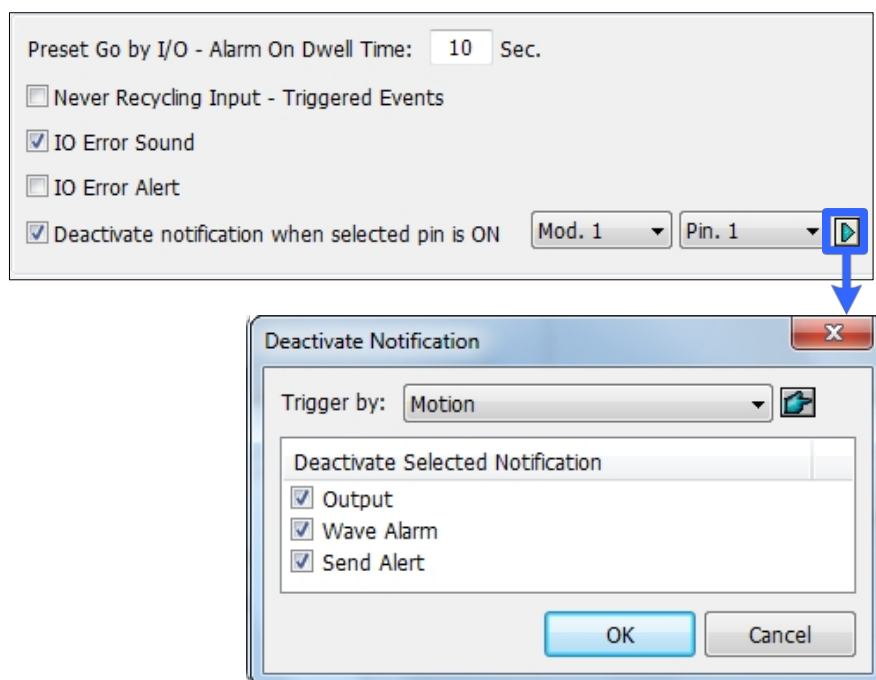 Preset Go by I/O - Alarm On Dwell Time: 10 Sec.
Never Recycling Input - Triggered Events
IO Error Sound
IO Error Alert
Deactivate notification when selected pin is ON Mod. 1 Pin. 1
Deactivate Notification
Trigger by: Motion
Deactivate Selected Notification
Output
Wave Alarm
Send Alert
OK Cancel